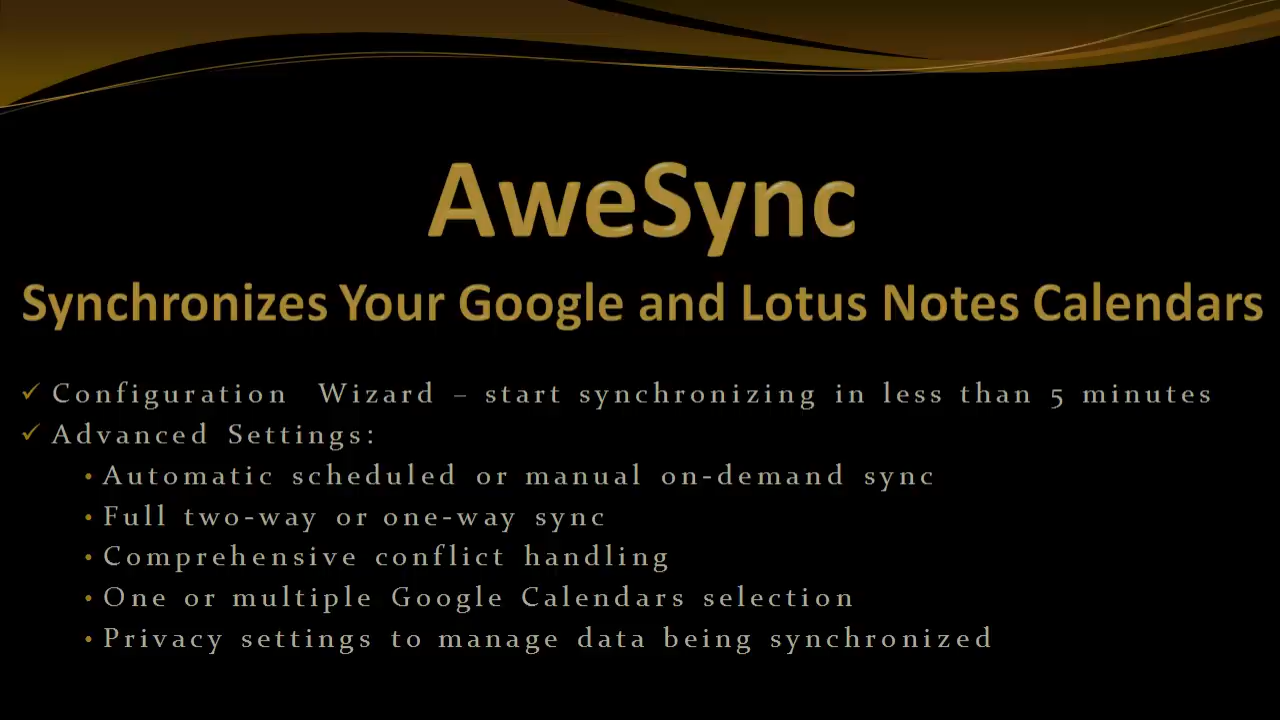 AweSync
Synchronizes Your Google and Lotus Notes Calendars
✓ Configuration Wizard – start synchronizing in less than 5 minutes
✓ Advanced Settings:
• Automatic scheduled or manual on-demand sync
• Full two-way or one-way sync
• Comprehensive conflict handling
• One or multiple Google Calendars selection
• Privacy settings to manage data being synchronized